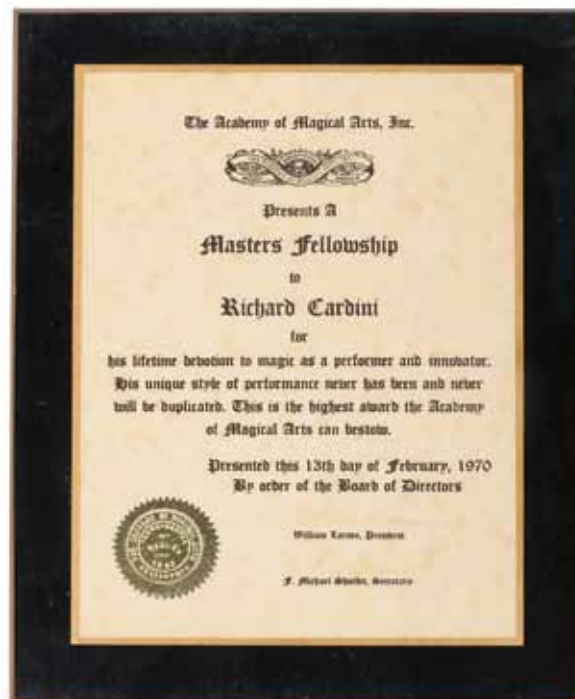 The Academy of Magical Arts, Inc.
Presents A
Masters Fellowship
to
Richard Cardini
for
his lifetime devotion to magic as a performer and innovator.
His unique style of performance never has been and never
will be duplicated. This is the highest award the Academy
of Magical Arts can bestow.
Presented this 13th day of February, 1970
By order of the Board of Directors
William Larsen, President
F. Michael Secretary